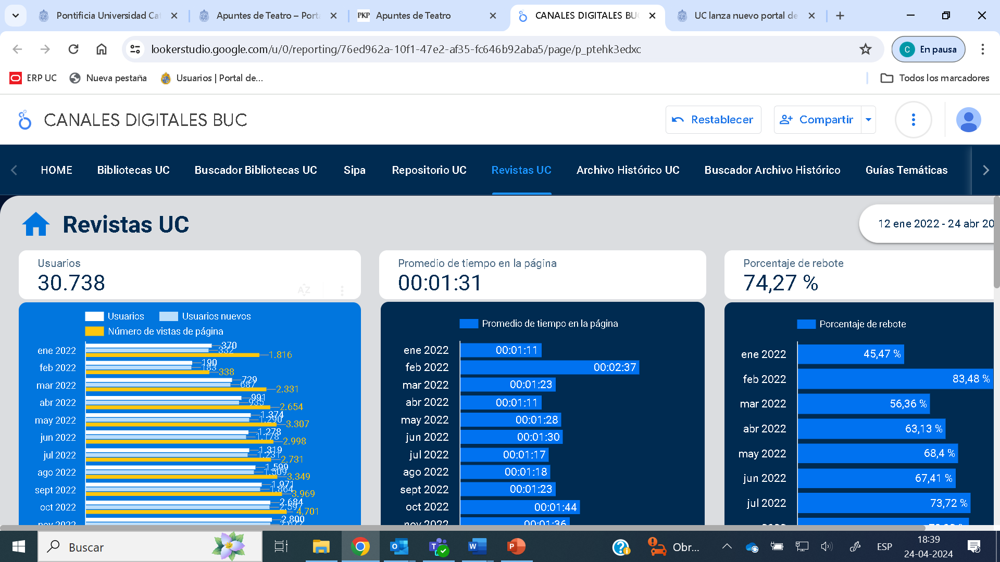 Pontificia Universidad Ca
Apuntes de Teatro – Porta
PKP Apuntes de Teatro
CANALES DIGITALES BU
UC lanza nuevo portal de
lookerstudio.google.com/u/0/reporting/76ed962a-10f1-47e2-af35-fc646b92aba5/page/p_ptehk3edxc
C En pausa
ERP UC
Nueva pestaña
Usuarios | Portal de...
Todos los marcadores
CANALES DIGITALES BUC
Restablecer
Compartir
HOME
Bibliotecas UC
Buscador Bibliotecas UC
Sipa
Repositorio UC
Revistas UC
Archivo Histórico UC
Buscador Archivo Histórico
Guías Temáticas
Revistas UC
12 ene 2022 - 24 abr 20
Usuarios
30.738
AZ
Usuarios
Usuarios nuevos
Número de vistas de página
ene 2022 370 332 1.816
feb 2022 190 183 338
mar 2022 729 687 2.331
abr 2022 991 935 2.654
may 2022 1.374 1.290 3.307
jun 2022 1.278 1.178 2.998
jul 2022 1.319 1.231 2.731
ago 2022 1.599 1.509 3.349
sept 2022 1.971 1.864 3.969
oct 2022 2.684 2.597 4.701
nov 2022 2.800 2.672
Promedio de tiempo en la página
00:01:31
Promedio de tiempo en la página
ene 2022 00:01:11
feb 2022 00:02:37
mar 2022 00:01:23
abr 2022 00:01:11
may 2022 00:01:28
jun 2022 00:01:30
jul 2022 00:01:17
ago 2022 00:01:18
sept 2022 00:01:23
oct 2022 00:01:44
nov 2022 00:01:36
Porcentaje de rebote
74,27 %
Porcentaje de rebote
ene 2022 45,47 %
feb 2022 83,48 %
mar 2022 56,36 %
abr 2022 63,13 %
may 2022 68,4 %
jun 2022 67,41 %
jul 2022 73,72 %
Buscar
Obr...
ESP
18:39
24-04-2024